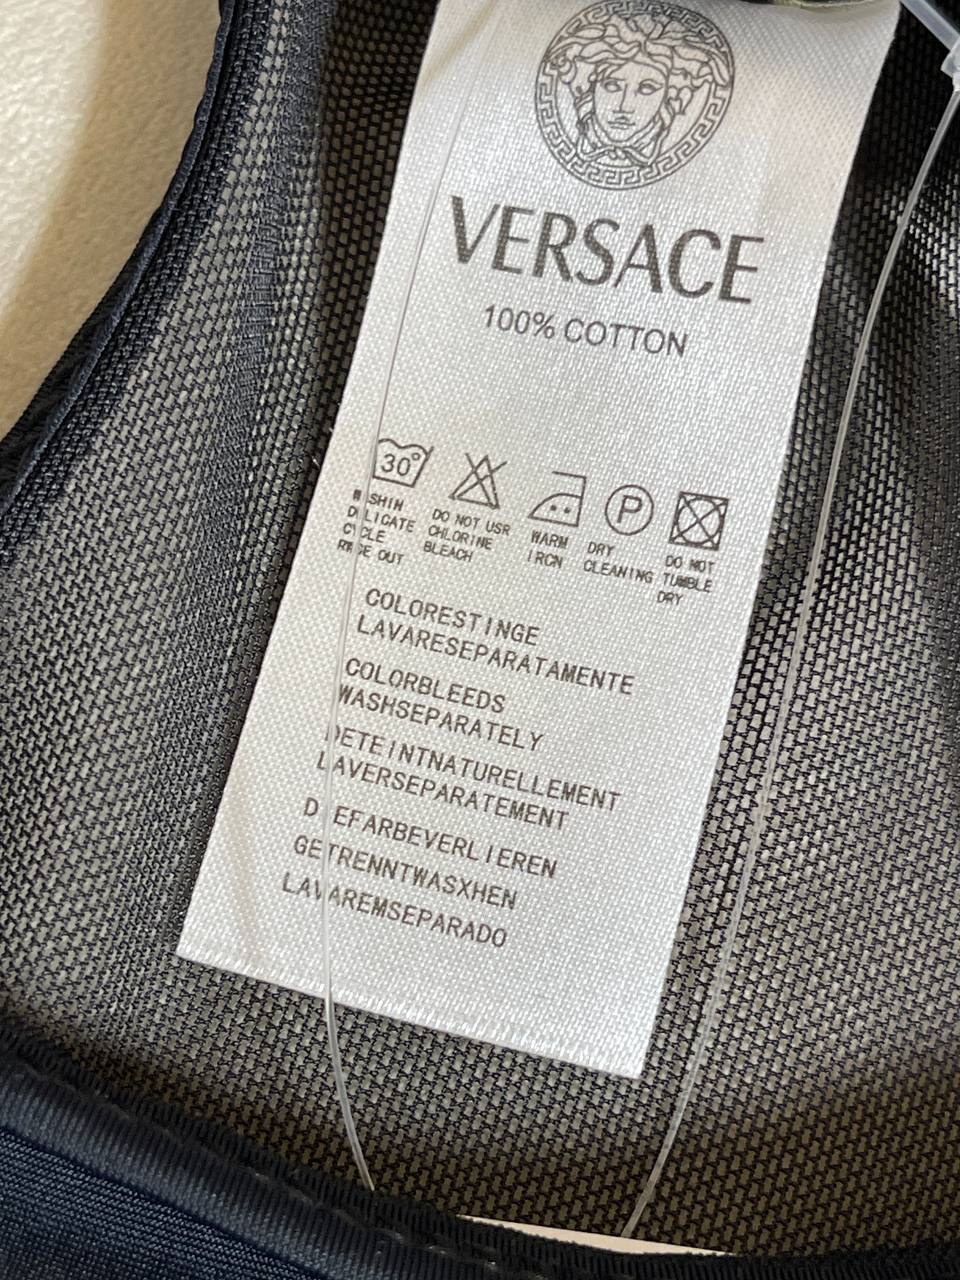 VERSACE
100% COTTON
30°
P
WASHIN DELICATE CYCLE RINSE OUT
DO NOT USR CHLORINE BLEACH
WARM IRCN
DRY CLEANING
DO NOT TUMBLE DRY
COLORESTINGE
LAVARESEPARATAMENTE
COLORBLEEDS
WASHSEPARATELY
DETEINTNATURELLEMENT
LAVERSEPARATEMENT
DIEFARBEVERLIEREN
GETRENNTWASXHEN
LAVAREMSEPARADO